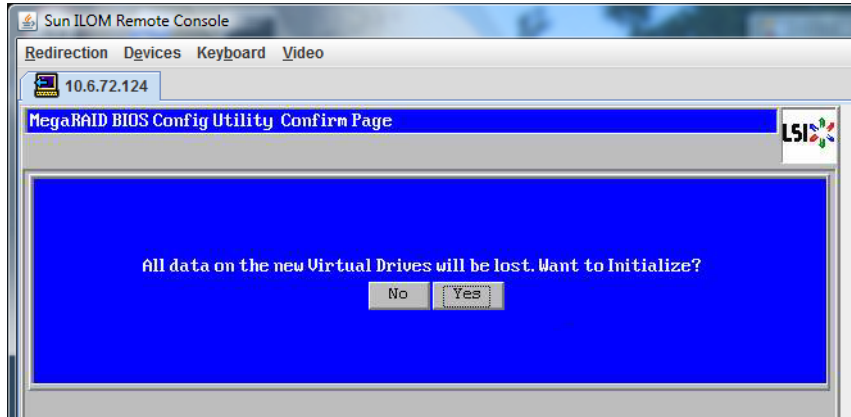 Sun ILOM Remote Console
Redirection Devices Keyboard Video
10.6.72.124
MegaRAID BIOS Config Utility Confirm Page
LSI
All data on the new Virtual Drives will be lost. Want to Initialize?
No Yes